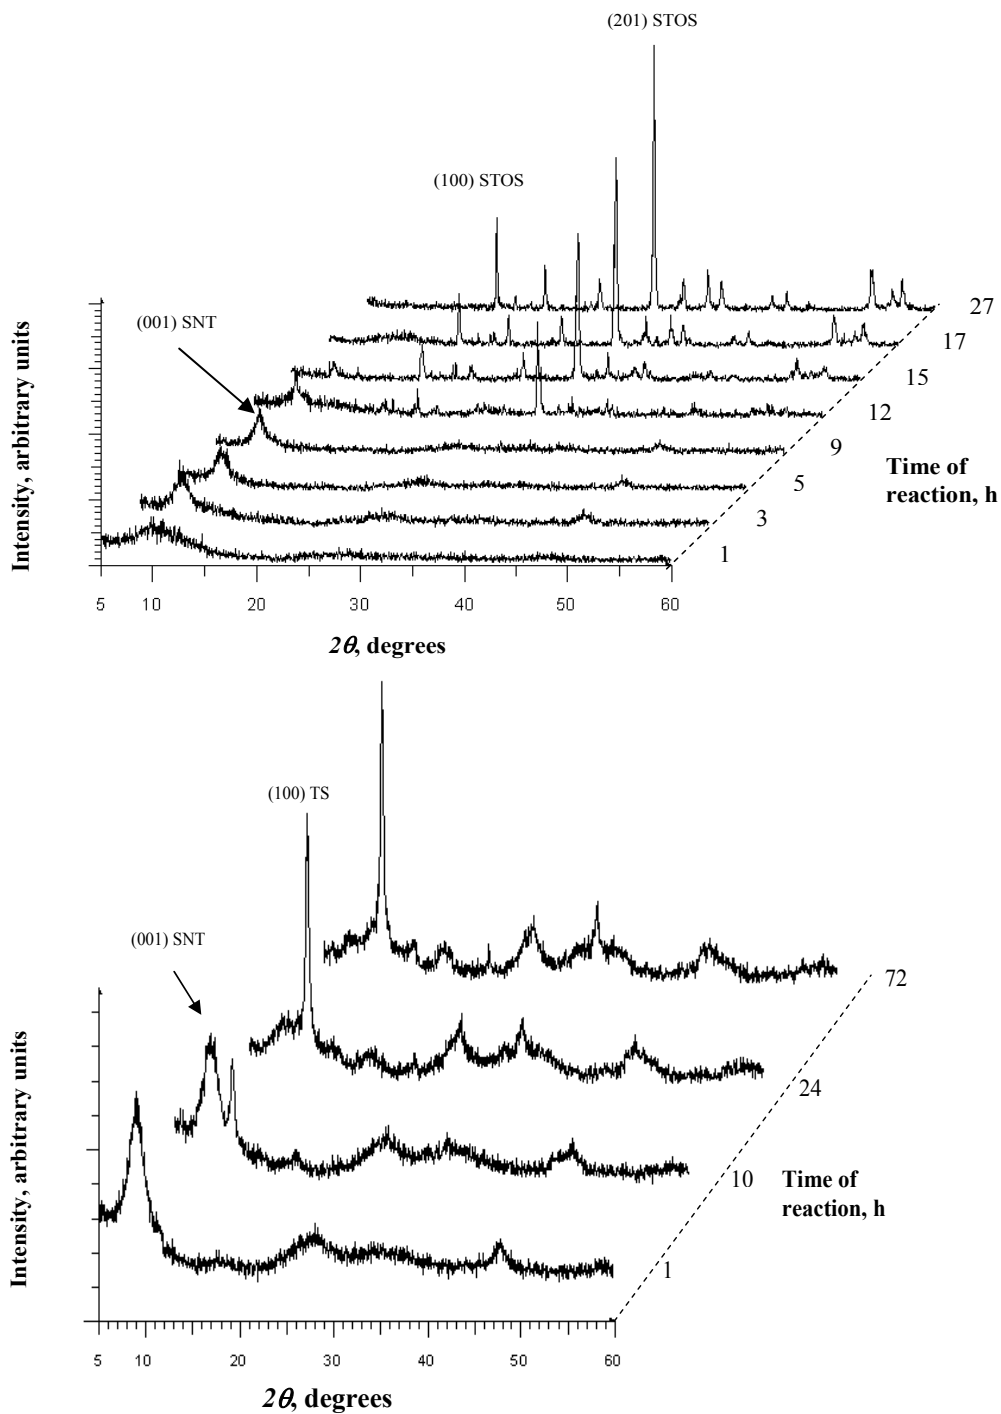 (201) STOS
(100) STOS
(001) SNT
Intensity, arbitrary units
27
17
15
12
9
5
3
1
Time of
reaction, h
5 10 20 30 40 50 60
2θ, degrees
(100) TS
(001) SNT
Intensity, arbitrary units
72
24
10
1
Time of
reaction, h
5 10 20 30 40 50 60
2θ, degrees